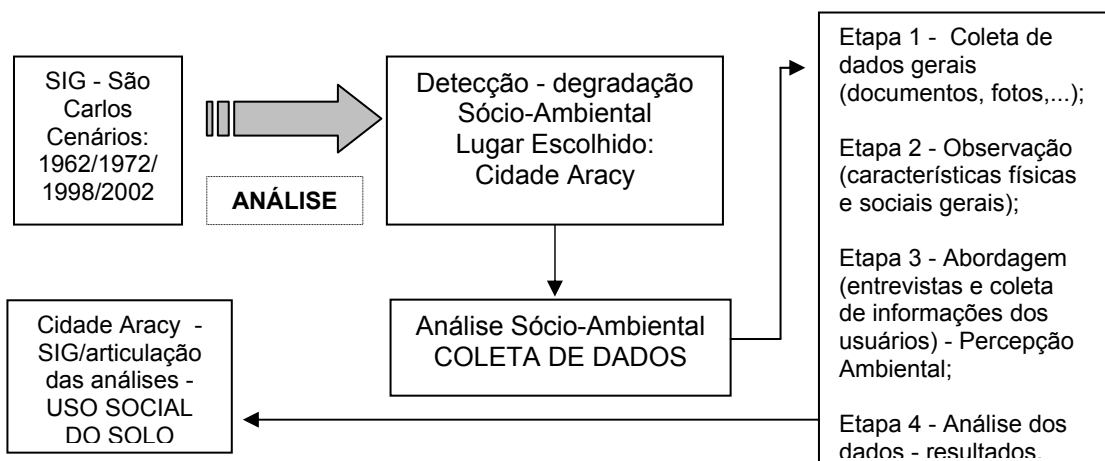 SIG - São
Carlos
Cenários:
1962/1972/
1998/2002
ANÁLISE
Detecção - degradação
Sócio-Ambiental
Lugar Escolhido:
Cidade Aracy
Análise Sócio-Ambiental
COLETA DE DADOS
Etapa 1 - Coleta de
dados gerais
(documentos, fotos,...);
Etapa 2 - Observação
(características físicas
e sociais gerais);
Etapa 3 - Abordagem
(entrevistas e coleta
de informações dos
usuários) - Percepção
Ambiental;
Etapa 4 - Análise dos
dados - resultados.
Cidade Aracy -
SIG/articulação
das análises -
USO SOCIAL
DO SOLO